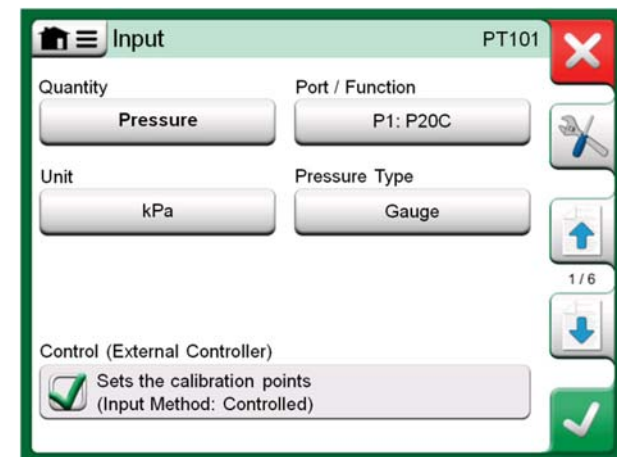 Input
PT101
Quantity
Port / Function
Pressure
P1: P20C
Unit
Pressure Type
kPa
Gauge
1 / 6
Control (External Controller)
Sets the calibration points
(Input Method: Controlled)